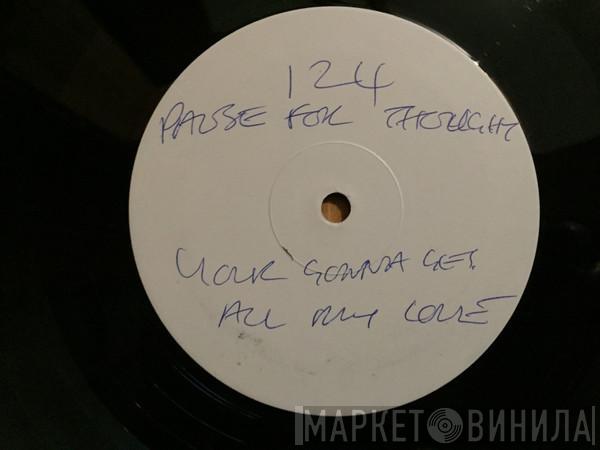 124
PAUSE FOR THOUGHT
YOUR GONNA GET
ALL MY LOVE
МАРКЕТ ВИНИЛА